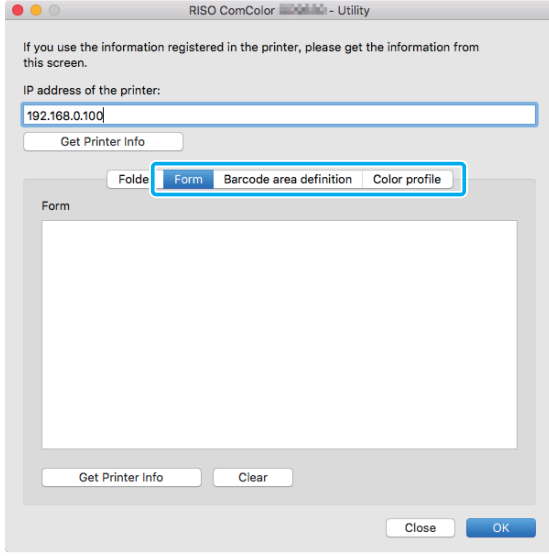 RISO ComColor - Utility
If you use the information registered in the printer, please get the information from
this screen.
IP address of the printer:
192.168.0.100
Get Printer Info
Folde Form Barcode area definition Color profile
Form
Get Printer Info Clear
Close OK